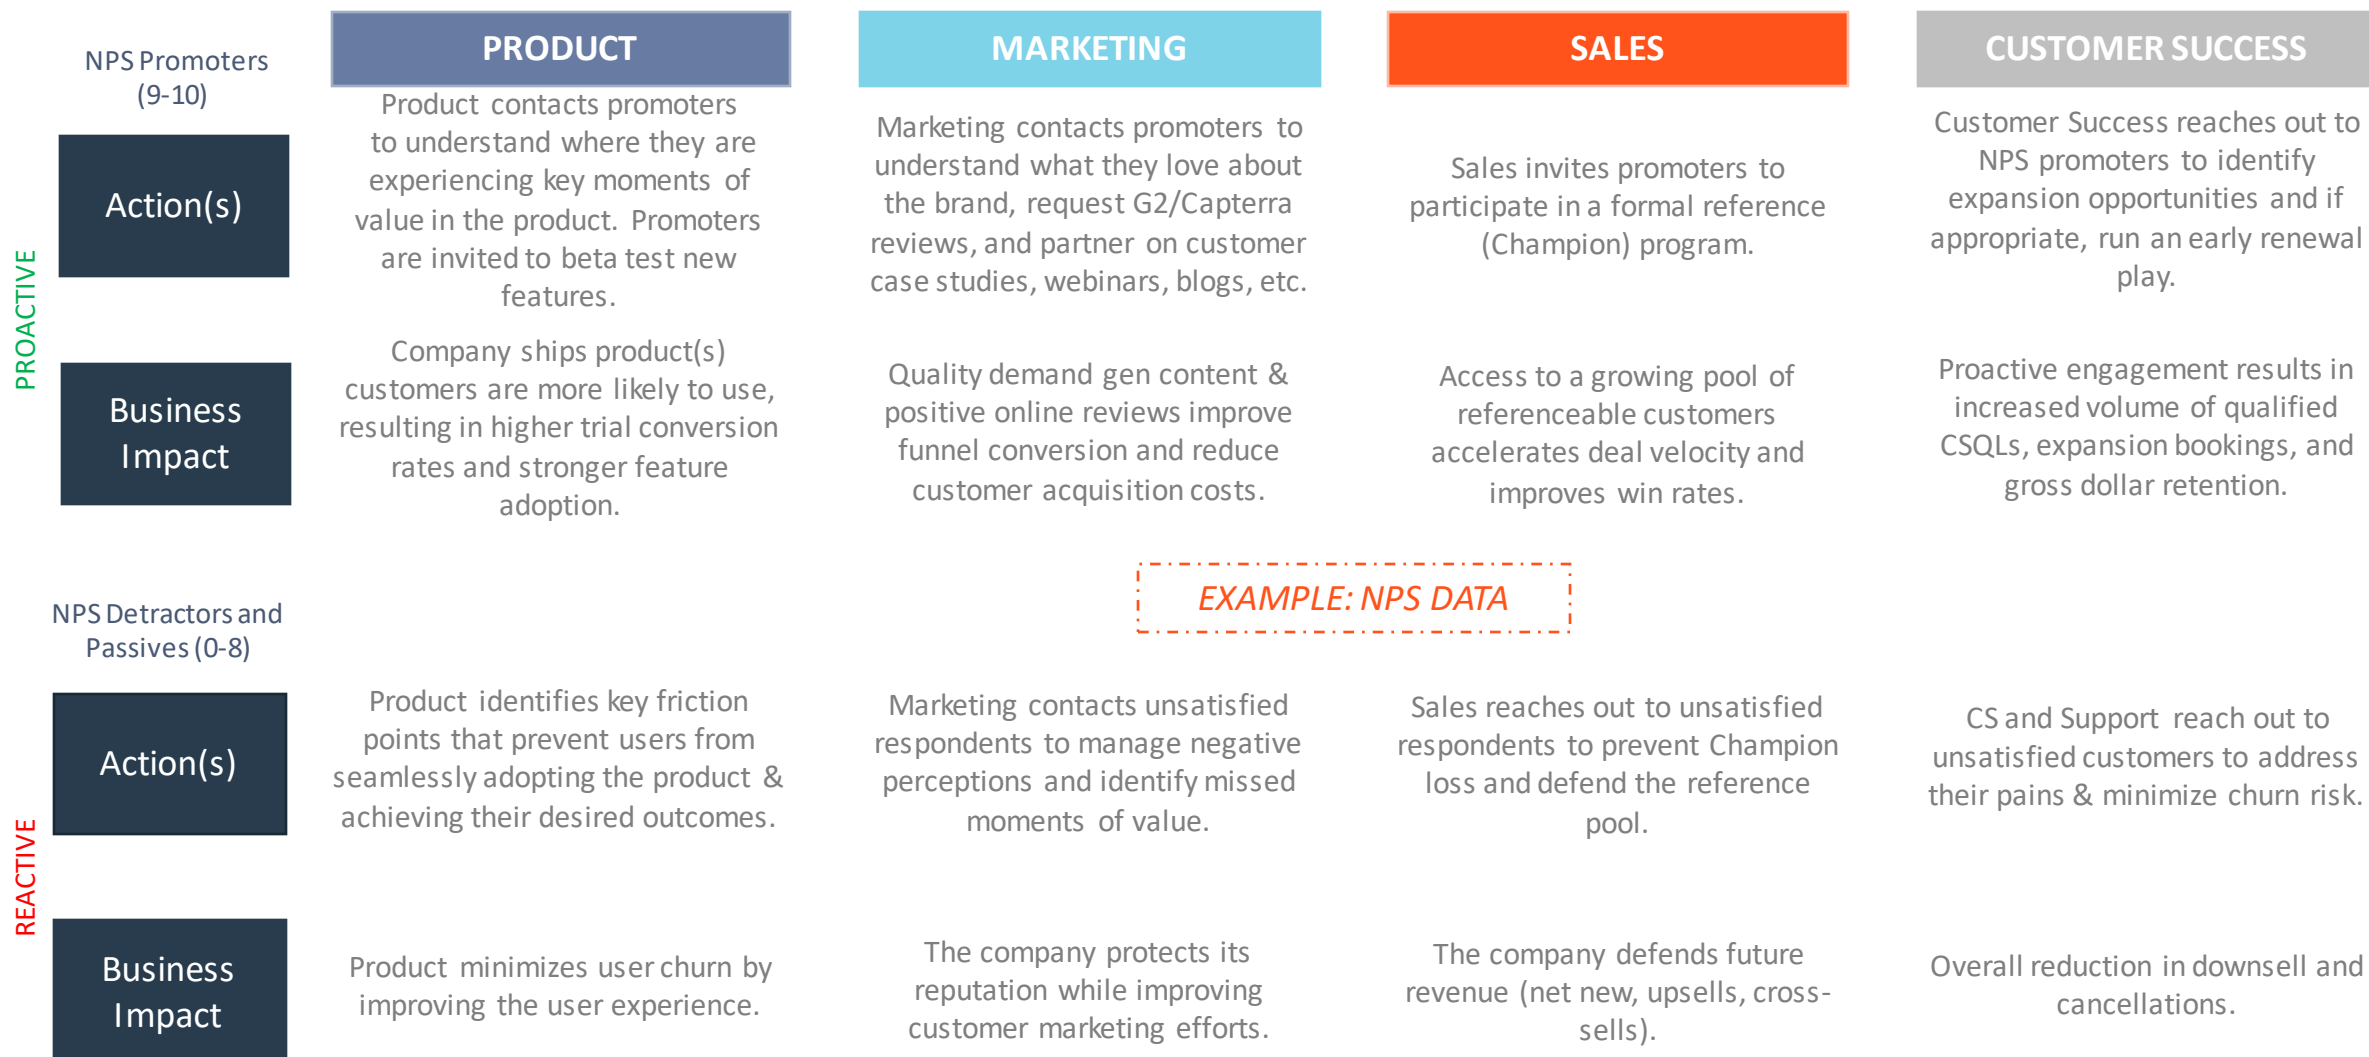 PRODUCT
MARKETING
SALES
CUSTOMER SUCCESS
PROACTIVE
NPS Promoters
(9-10)
Action(s)
Product contacts promoters
to understand where they are
experiencing key moments of
value in the product. Promoters
are invited to beta test new
features.
Marketing contacts promoters to
understand what they love about
the brand, request G2/Capterra
reviews, and partner on customer
case studies, webinars, blogs, etc.
Sales invites promoters to
participate in a formal reference
(Champion) program.
Customer Success reaches out to
NPS promoters to identify
expansion opportunities and if
appropriate, run an early renewal
play.
Business
Impact
Company ships product(s)
customers are more likely to use,
resulting in higher trial conversion
rates and stronger feature
adoption.
Quality demand gen content &
positive online reviews improve
funnel conversion and reduce
customer acquisition costs.
Access to a growing pool of
referenceable customers
accelerates deal velocity and
improves win rates.
Proactive engagement results in
increased volume of qualified
CSQLs, expansion bookings, and
gross dollar retention.
EXAMPLE: NPS DATA
REACTIVE
NPS Detractors and
Passives (0-8)
Action(s)
Product identifies key friction
points that prevent users from
seamlessly adopting the product &
achieving their desired outcomes.
Marketing contacts unsatisfied
respondents to manage negative
perceptions and identify missed
moments of value.
Sales reaches out to unsatisfied
respondents to prevent Champion
loss and defend the reference
pool.
CS and Support reach out to
unsatisfied customers to address
their pains & minimize churn risk.
Business
Impact
Product minimizes user churn by
improving the user experience.
The company protects its
reputation while improving
customer marketing efforts.
The company defends future
revenue (net new, upsells, cross-
sells).
Overall reduction in downsell and
cancellations.